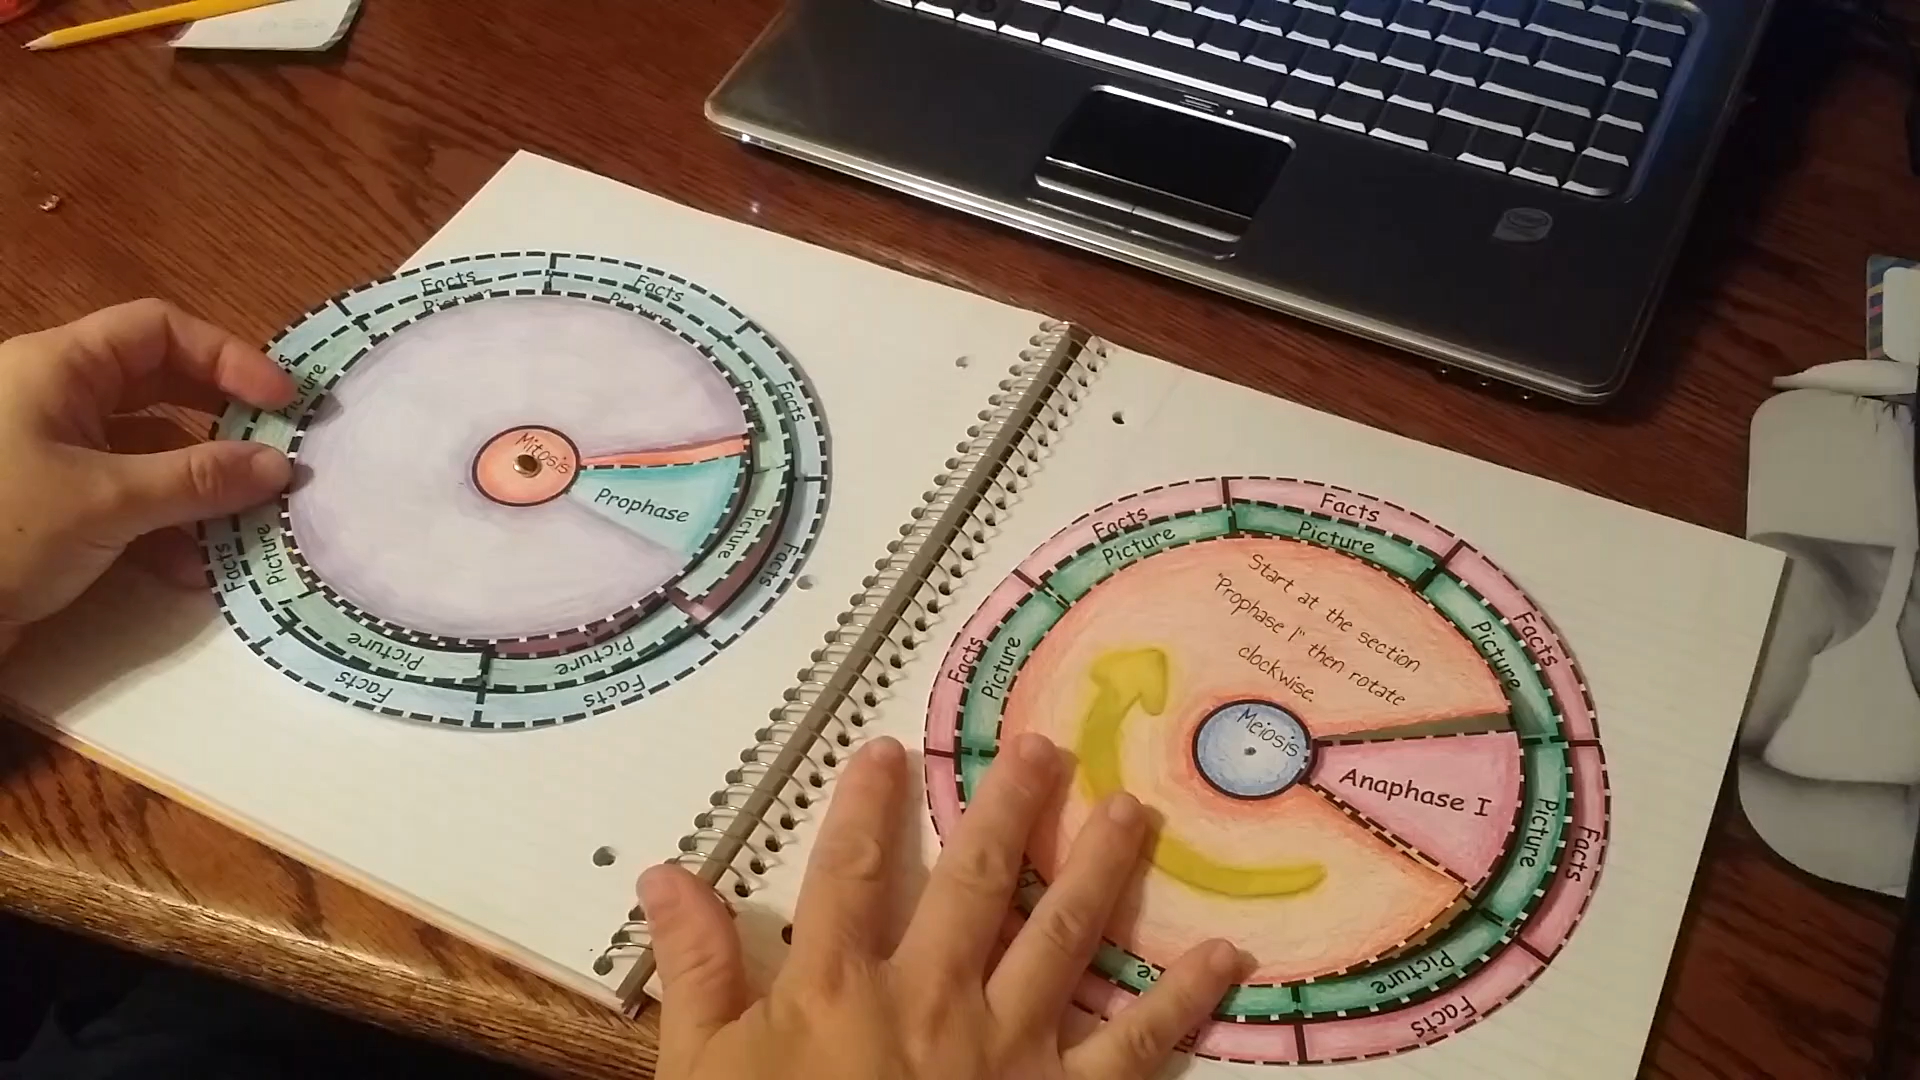 Facts
Facts
Picture
Picture
Picture
Facts
Mitosis
Prophase
Picture
Facts
Facts
Picture
Picture
Picture
Facts
Facts
Facts
Facts
Picture
Picture
Facts
Facts
Picture
Picture
Start at the section
"Prophase I" then rotate
clockwise.
Meiosis
Anaphase I
Picture
Facts
Picture
Facts